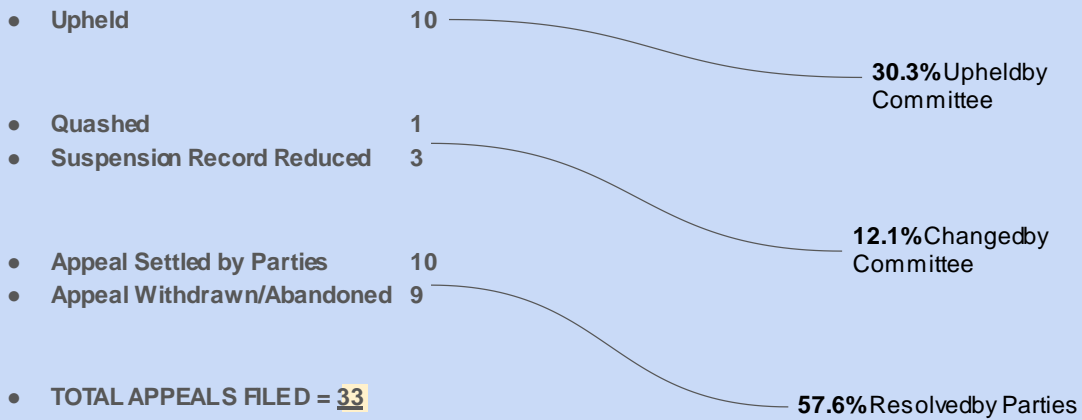 ● Upheld 10
30.3%Upheldby
Committee
● Quashed 1
● Suspension Record Reduced 3
12.1%Changedby
Committee
● Appeal Settled by Parties 10
● Appeal Withdrawn/Abandoned 9
● TOTAL APPEALS FILED = 33
57.6%Resolvedby Parties